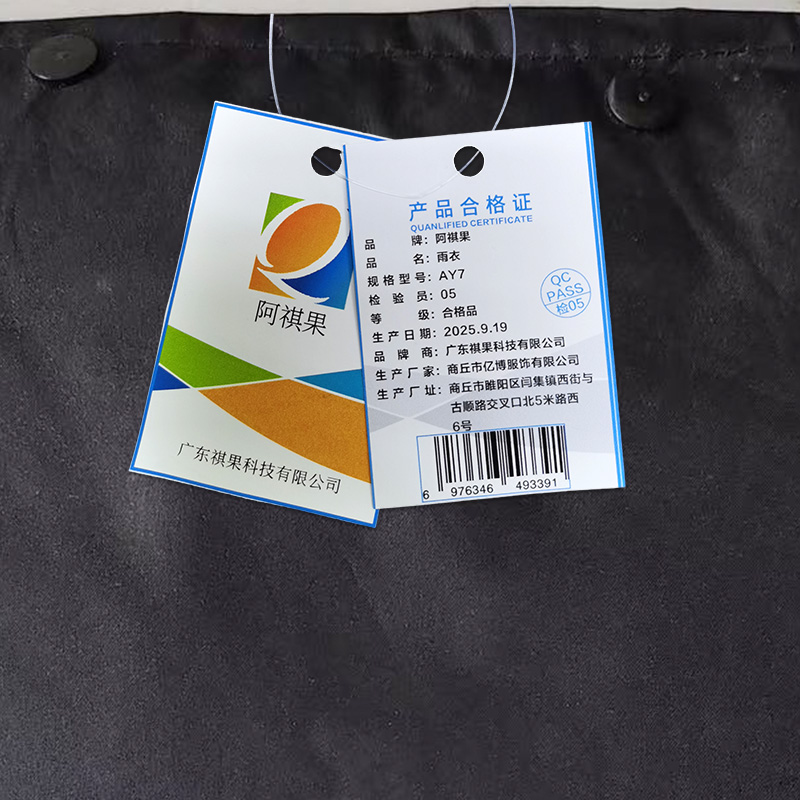 阿祺果
广东祺果科技有限公司
产品合格证
QUANLIFIED CERTIFICATE
品牌：阿祺果
品名：雨衣
规格型号：AY7
检验员：05
等级：合格品
生产日期：2025.9.19
品牌商：广东祺果科技有限公司
生产厂家：商丘市亿博服饰有限公司
生产厂址：商丘市睢阳区闫集镇西街与
古顺路交叉口北5米路西
6号
QC
PASS
检05
6 976346 493391